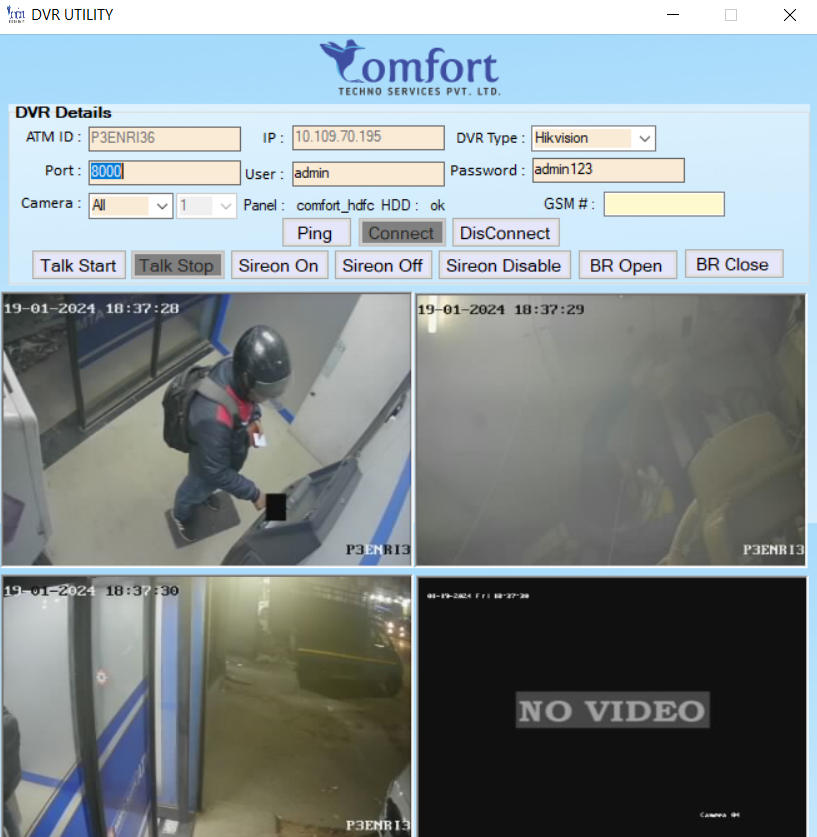 DVR UTILITY
Comfort
TECHNO SERVICES PVT. LTD.
DVR Details
ATM ID : P3ENRI36 IP : 10.109.70.195 DVR Type : Hikvision
Port : 8000 User : admin Password : admin123
Camera : All 1 Panel : comfort_hdfc HDD : ok GSM # :
Ping Connect DisConnect
Talk Start Talk Stop Sireon On Sireon Off Sireon Disable BR Open BR Close
19-01-2024 18:37:28
P3ENRI3
19-01-2024 18:37:29
P3ENRI3
19-01-2024 18:37:30
P3ENRI3
01-19-2024 Fri 18:37:30
NO VIDEO
Camera 04